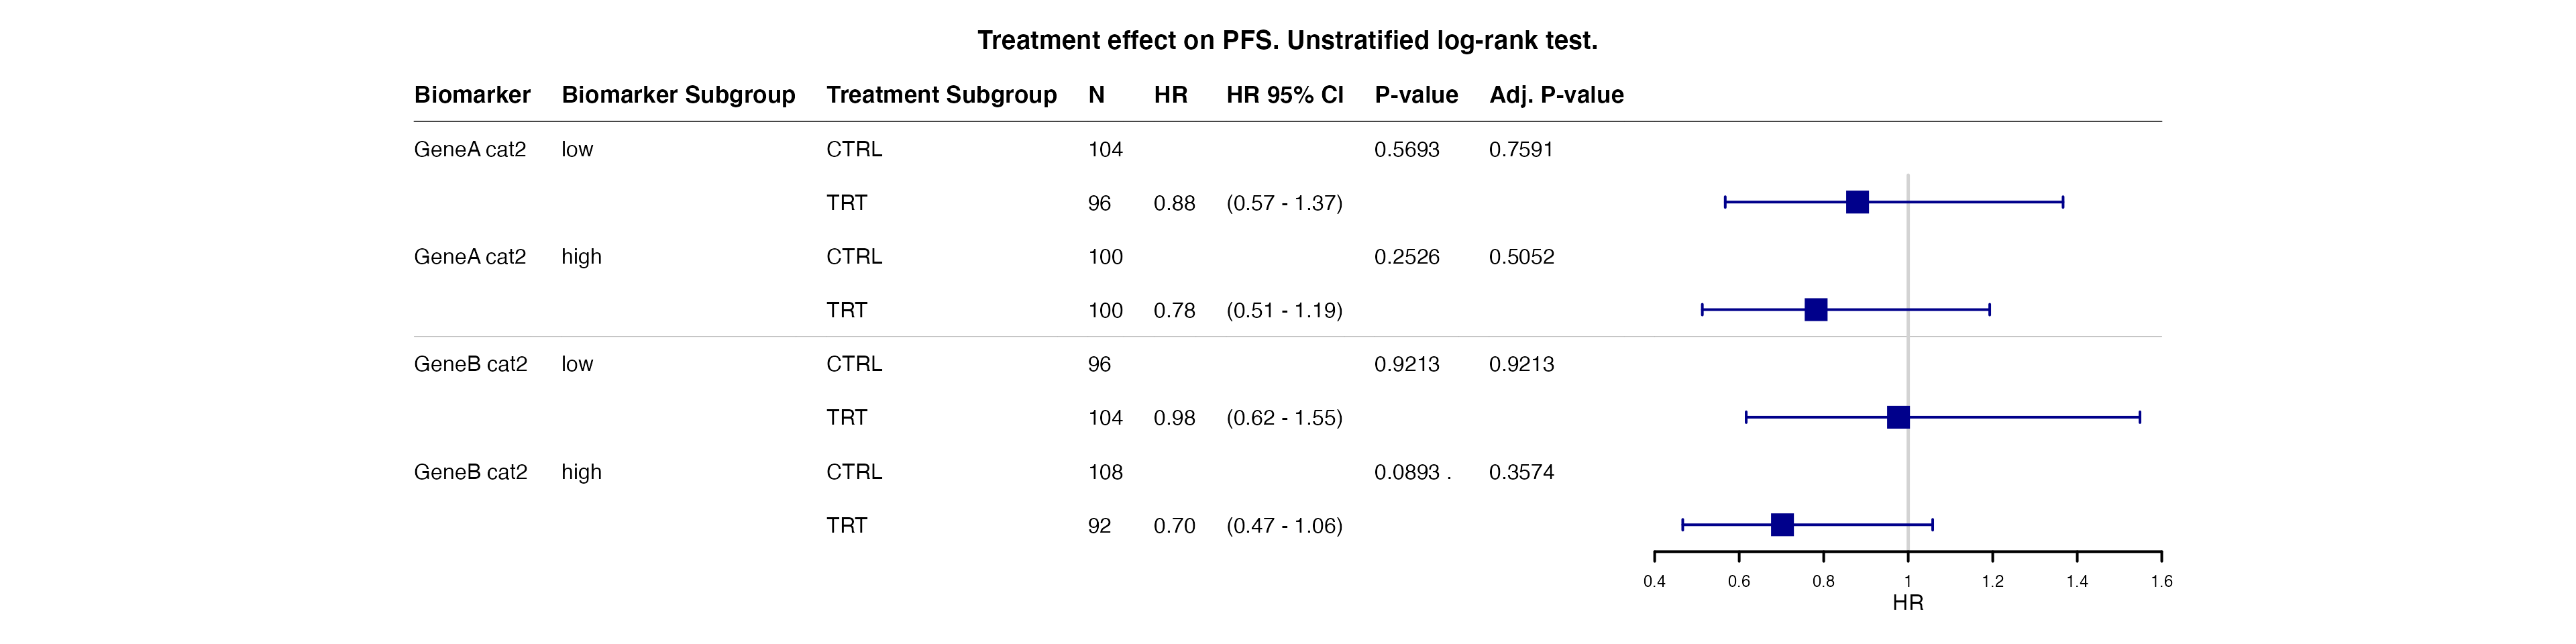 Treatment effect on PFS. Unstratified log-rank test.
Biomarker Biomarker Subgroup Treatment Subgroup N HR HR 95% CI P-value Adj. P-value
GeneA cat2 low CTRL 104 0.5693 0.7591
TRT 96 0.88 (0.57 - 1.37)
GeneA cat2 high CTRL 100 0.2526 0.5052
TRT 100 0.78 (0.51 - 1.19)
GeneB cat2 low CTRL 96 0.9213 0.9213
TRT 104 0.98 (0.62 - 1.55)
GeneB cat2 high CTRL 108 0.0893 . 0.3574
TRT 92 0.70 (0.47 - 1.06)
0.4 0.6 0.8 1 1.2 1.4 1.6
HR